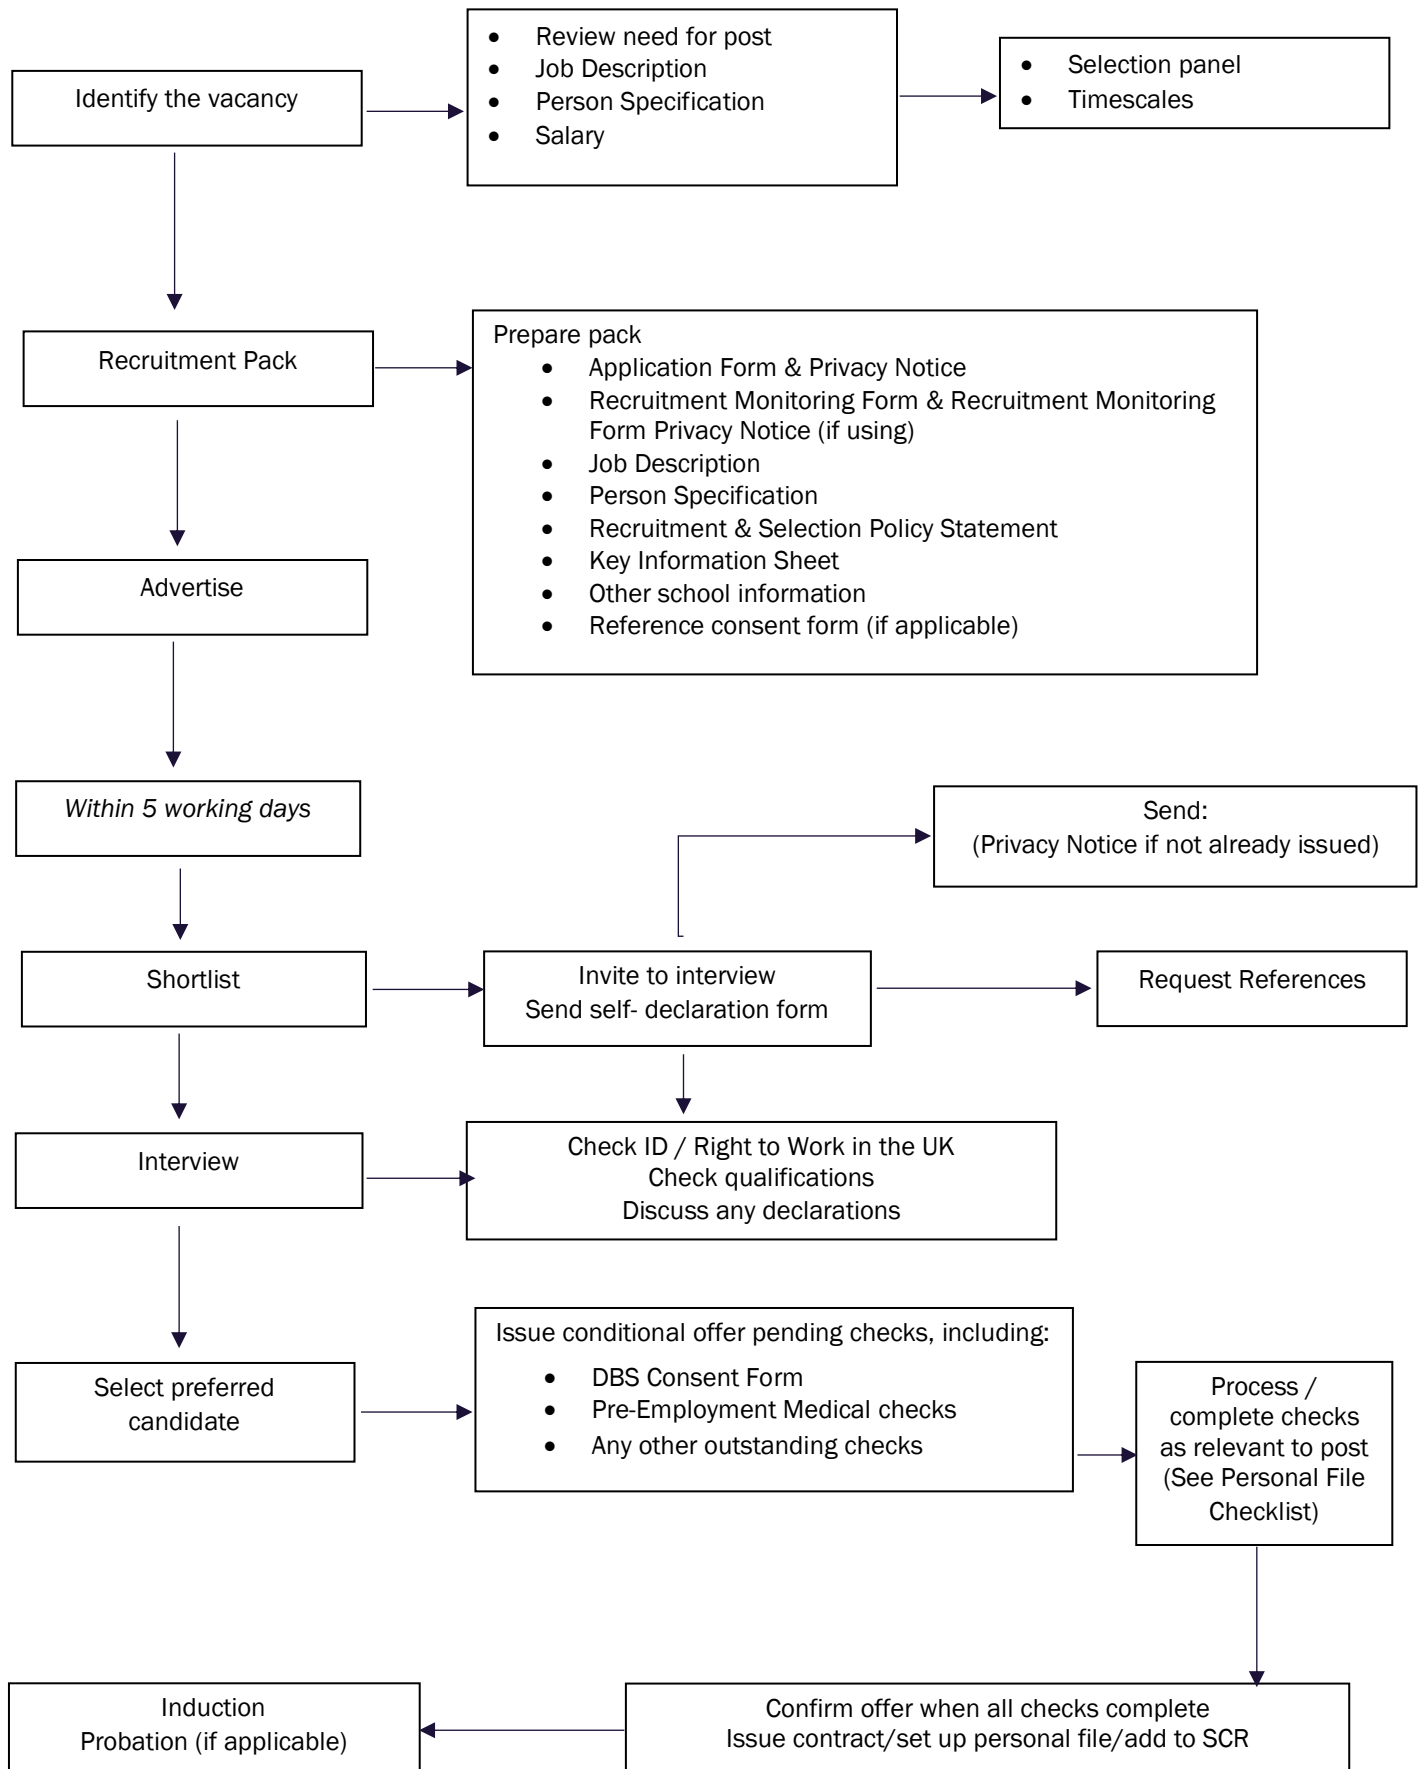 Identify the vacancy
• Review need for post
• Job Description
• Person Specification
• Salary
• Selection panel
• Timescales
Recruitment Pack
Prepare pack
• Application Form & Privacy Notice
• Recruitment Monitoring Form & Recruitment Monitoring
Form Privacy Notice (if using)
• Job Description
• Person Specification
• Recruitment & Selection Policy Statement
• Key Information Sheet
• Other school information
• Reference consent form (if applicable)
Advertise
Within 5 working days
Send:
(Privacy Notice if not already issued)
Shortlist
Invite to interview
Send self- declaration form
Request References
Interview
Check ID / Right to Work in the UK
Check qualifications
Discuss any declarations
Select preferred
candidate
Issue conditional offer pending checks, including:
• DBS Consent Form
• Pre-Employment Medical checks
• Any other outstanding checks
Process /
complete checks
as relevant to post
(See Personal File
Checklist)
Induction
Probation (if applicable)
Confirm offer when all checks complete
Issue contract/set up personal file/add to SCR